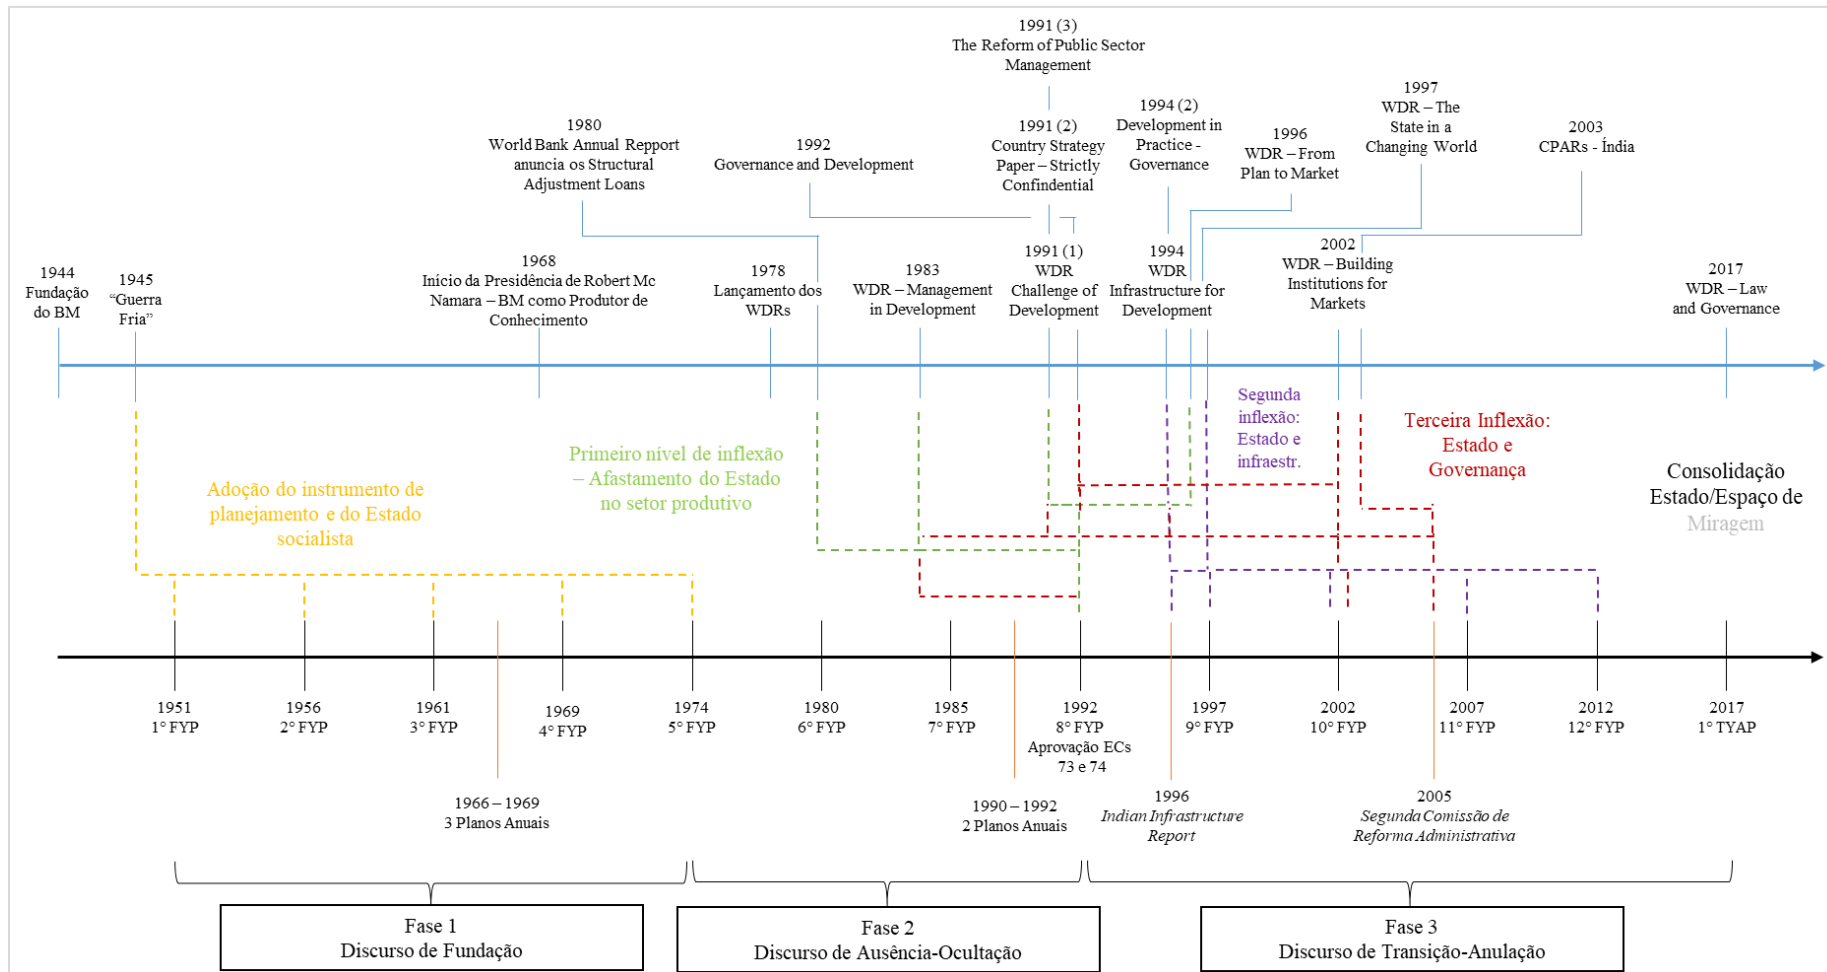 1991 (3)
The Reform of Public Sector
Management
1980
World Bank Annual Repport
anuncia os Structural
Adjustment Loans
1992
Governance and Development
1991 (2)
Country Strategy
Paper – Strictly
Confindential
1994 (2)
Development in
Practice -
Governance
1996
WDR – From
Plan to Market
1997
WDR – The
State in a
Changing World
2003
CPARs - Índia
1944
Fundação
do BM
1945
“Guerra
Fria”
1968
Início da Presidência de Robert Mc
Namara – BM como Produtor de
Conhecimento
1978
Lançamento dos
WDRs
1983
WDR – Management
in Development
1991 (1)
WDR
Challenge of
Development
1994
WDR
Infrastructure for
Development
2002
WDR – Building
Institutions for
Markets
2017
WDR – Law
and Governance
Adoção do instrumento de
planejamento e do Estado
socialista
Primeiro nível de inflexão
– Afastamento do Estado
no setor produtivo
Segunda
inflexão:
Estado e
infraestr.
Terceira Inflexão:
Estado e
Governança
Consolidação
Estado/Espaço de
Miragem
1951
1° FYP
1956
2° FYP
1961
3° FYP
1969
4° FYP
1974
5° FYP
1980
6° FYP
1985
7° FYP
1992
8° FYP
Aprovação ECs
73 e 74
1997
9° FYP
2002
10° FYP
2007
11° FYP
2012
12° FYP
2017
1° TYAP
1966 – 1969
3 Planos Anuais
1990 – 1992
2 Planos Anuais
1996
Indian Infrastructure
Report
2005
Segunda Comissão de
Reforma Administrativa
Fase 1
Discurso de Fundação
Fase 2
Discurso de Ausência-Ocultação
Fase 3
Discurso de Transição-Anulação